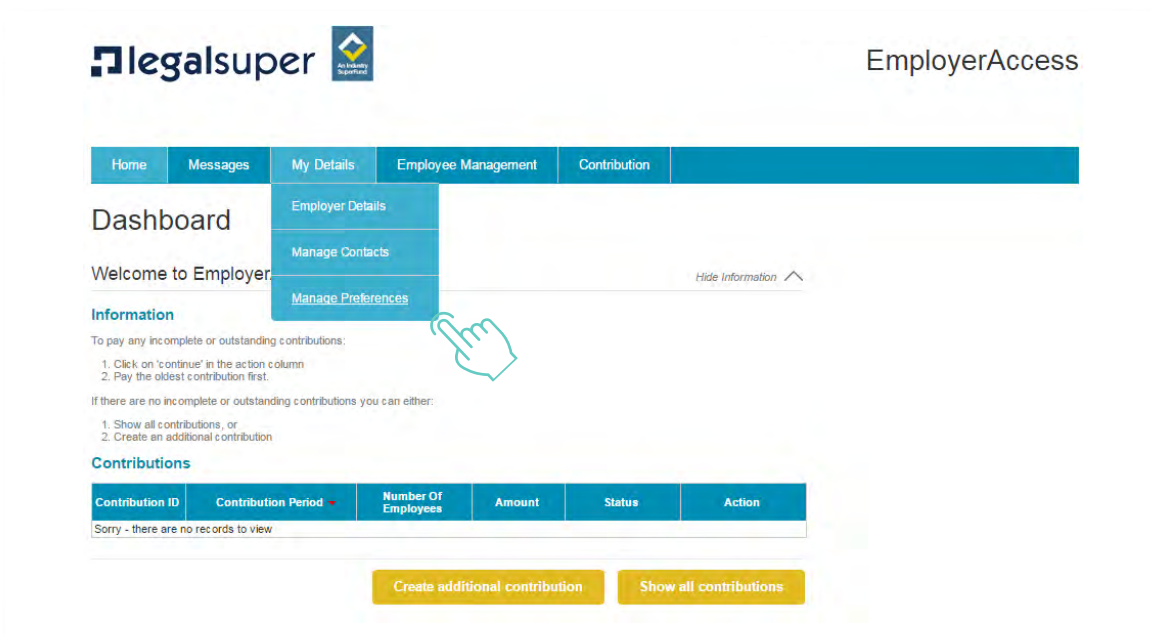 legalsuper
An Industry
SuperFund
EmployerAccess
Home Messages My Details Employee Management Contribution
Employer Details
Manage Contacts
Manage Preferences
Dashboard
Welcome to Employer
Hide Information
Information
To pay any incomplete or outstanding contributions:
1. Click on 'continue' in the action column
2. Pay the oldest contribution first.
If there are no incomplete or outstanding contributions you can either:
1. Show all contributions, or
2. Create an additional contribution
Contributions
Contribution ID Contribution Period Number Of Employees Amount Status Action
Sorry - there are no records to view
Create additional contribution Show all contributions